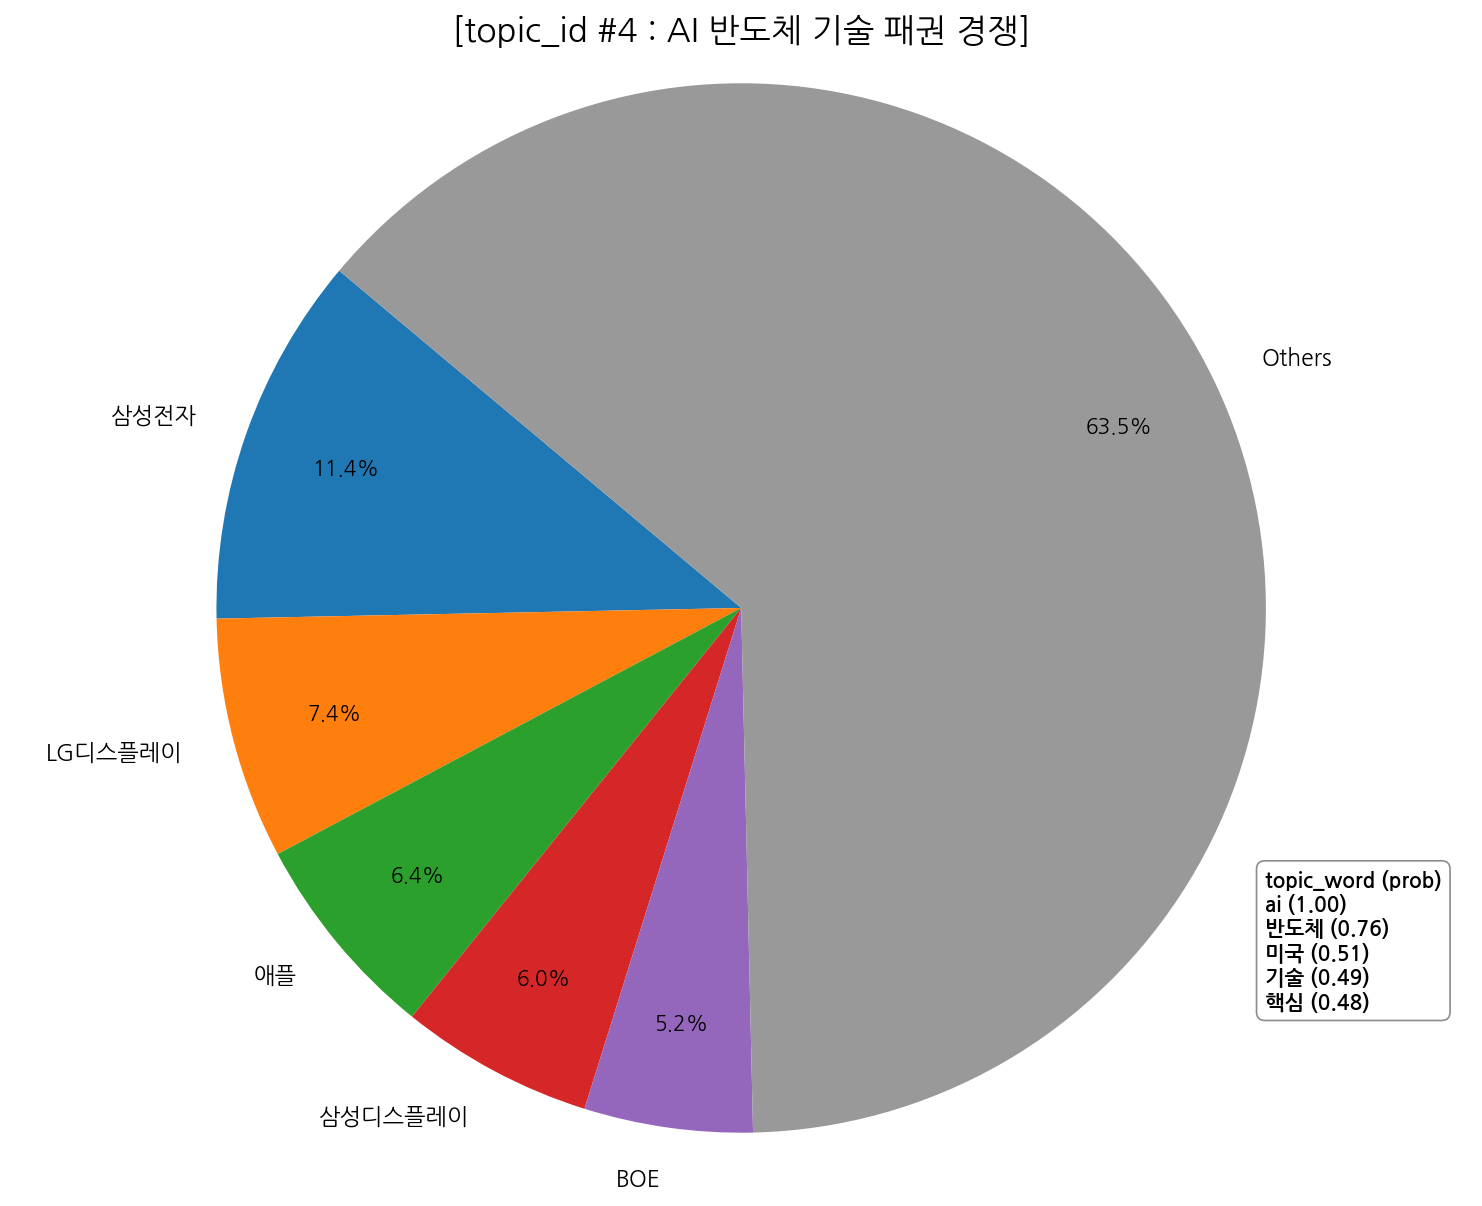 [topic_id #4 : AI 반도체 기술 패권 경쟁]
Others
63.5%
삼성전자
11.4%
7.4%
LG디스플레이
6.4%
애플
6.0%
삼성디스플레이
5.2%
BOE
topic_word (prob)
ai (1.00)
반도체 (0.76)
미국 (0.51)
기술 (0.49)
핵심 (0.48)